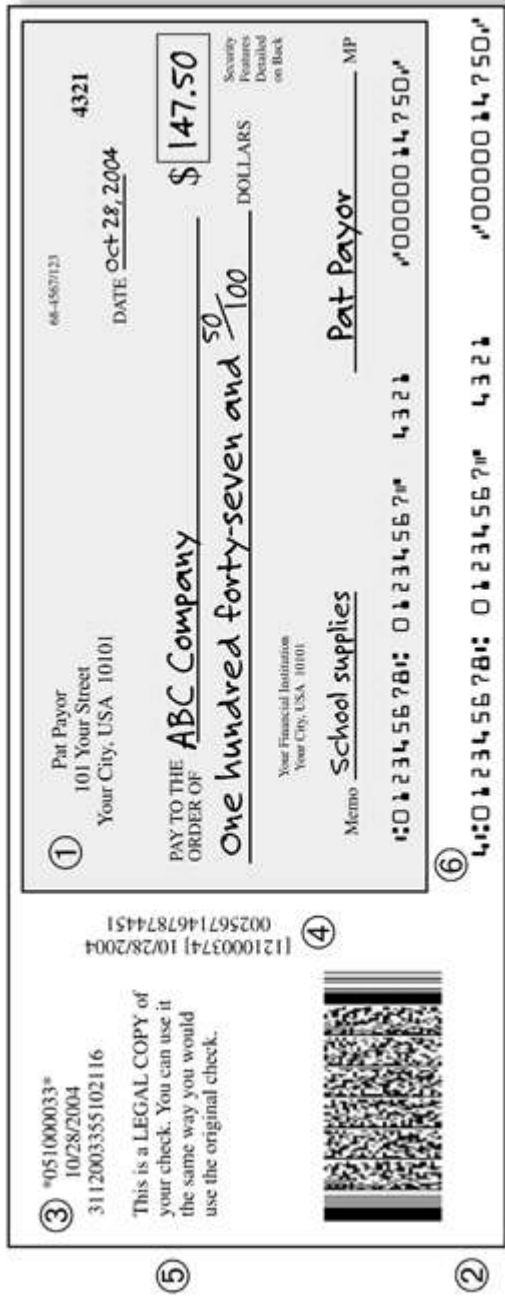 ③ *051000033*
10/28/2004
3112003355102116
⑤ This is a LEGAL COPY of
your check. You can use it
the same way you would
use the original check.
④ [121000374] 10/28/2004
0025671467874451
① Pat Payor
101 Your Street
Your City, USA 10101
68-4567/123
4321
DATE Oct 28, 2004
PAY TO THE
ORDER OF ABC Company $ 147.50
One hundred forty-seven and 50/100 DOLLARS
Security
Features
Detailed
on Back
Your Financial Institution
Your City, USA 10101
Memo School supplies Pat Payor MP
⑆012345678⑆ 01234567⑈ 4321 ⑇0000014750⑇
⑥
② 4⑆012345678⑆ 01234567⑈ 4321 ⑇0000014750⑇